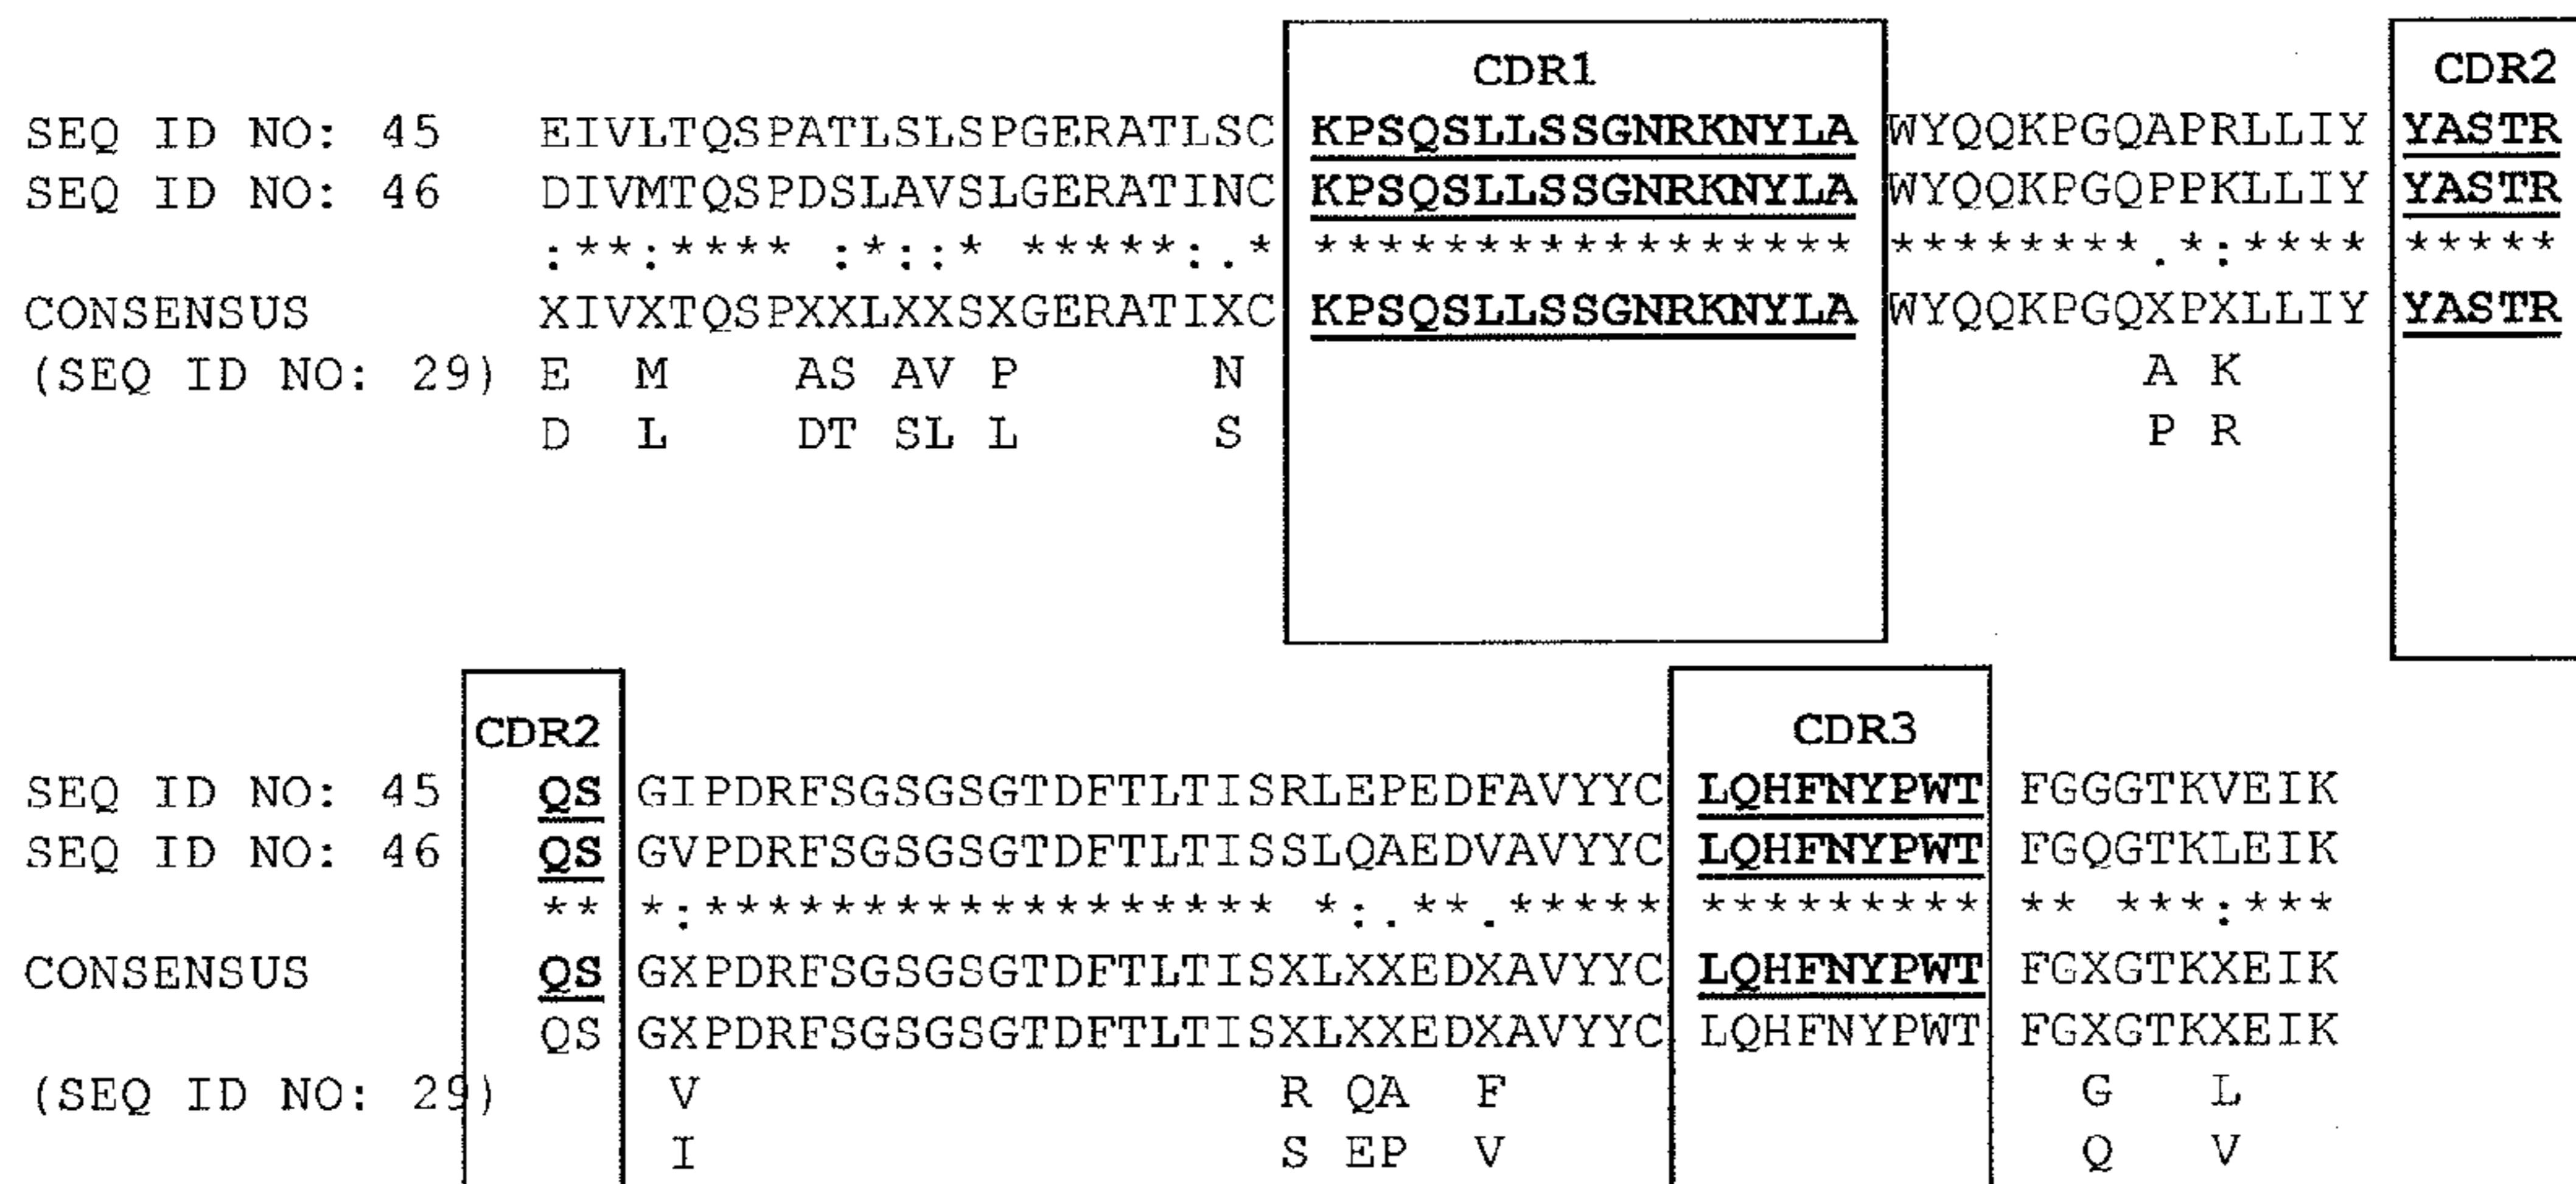 CDR1 CDR2
SEQ ID NO: 45 EIVLTQSPATLSLSPGERATLSC KPSQSLLSSGNRKNYLA WYQQKPGQAPRLLIY YASTR
SEQ ID NO: 46 DIVMTQSPDSLAVSLGERATINC KPSQSLLSSGNRKNYLA WYQQKPGQPPKLLIY YASTR
:**:**** :*::* *****:.* ***************** ********.*:**** *****
CONSENSUS XIVXTQSPXXLXXSXGERATIXC KPSQSLLSSGNRKNYLA WYQQKPGQXPXLLIY YASTR
(SEQ ID NO: 29) E M AS AV P N A K
D L DT SL L S P R
CDR2 CDR3
SEQ ID NO: 45 QS GIPDRFSGSGSGTDFTLTISRLEPEDFAVYYC LQHFNYPWT FGGGTKVEIK
SEQ ID NO: 46 QS GVPDRFSGSGSGTDFTLTISSLQAEDVAVYYC LQHFNYPWT FGQGTKLEIK
** *:****************** *:.**.***** ********* ** ***:***
CONSENSUS QS GXPDRFSGSGSGTDFTLTISXLXXEDXAVYYC LQHFNYPWT FGXGTKXEIK
QS GXPDRFSGSGSGTDFTLTISXLXXEDXAVYYC LQHFNYPWT FGXGTKXEIK
(SEQ ID NO: 29) V R QA F G L
I S EP V Q V